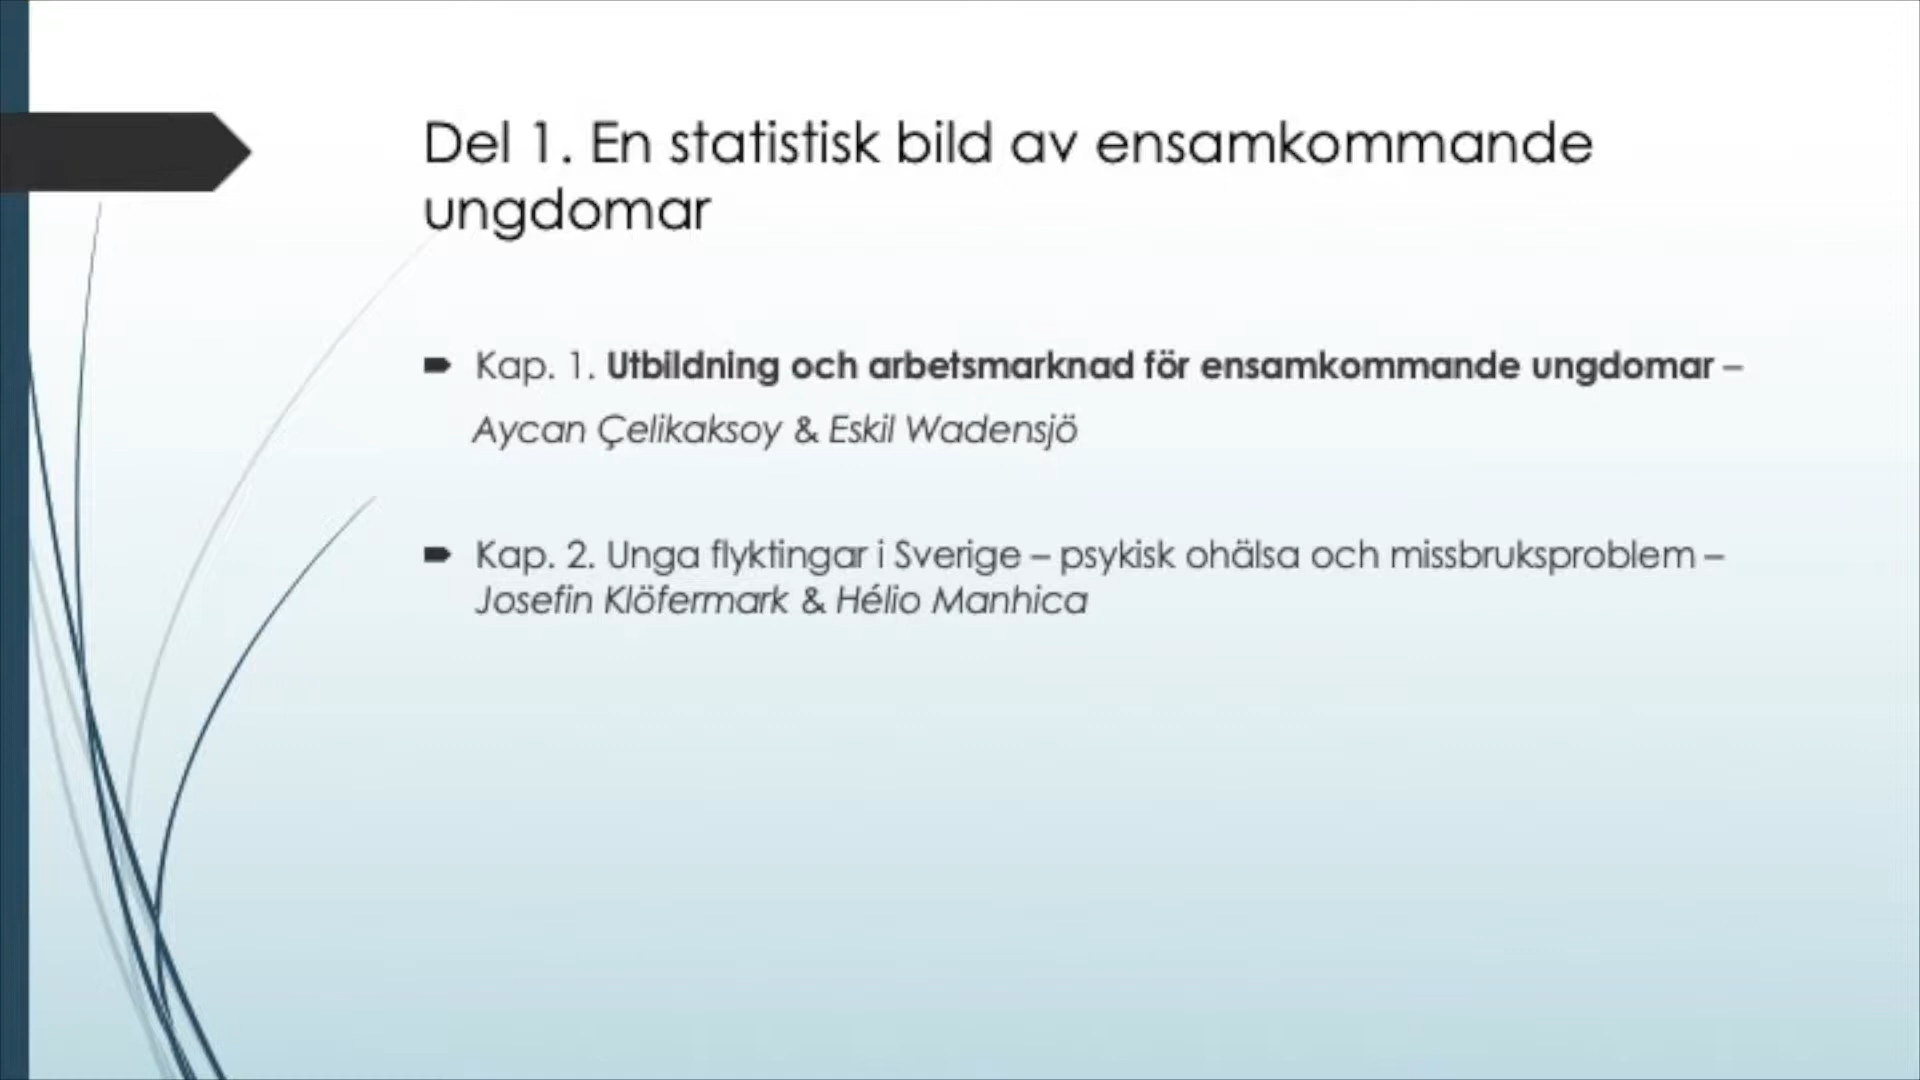 Del 1. En statistisk bild av ensamkommande
ungdomar
Kap. 1. Utbildning och arbetsmarknad för ensamkommande ungdomar –
Aycan Çelikaksoy & Eskil Wadensjö
Kap. 2. Unga flyktingar i Sverige – psykisk ohälsa och missbruksproblem –
Josefin Klöfermark & Hélio Manhica